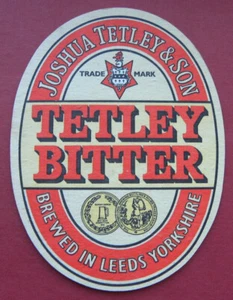 JOSHUA TETLEY & SON
TRADE MARK
TETLEY
BITTER
BREWED IN LEEDS YORKSHIRE